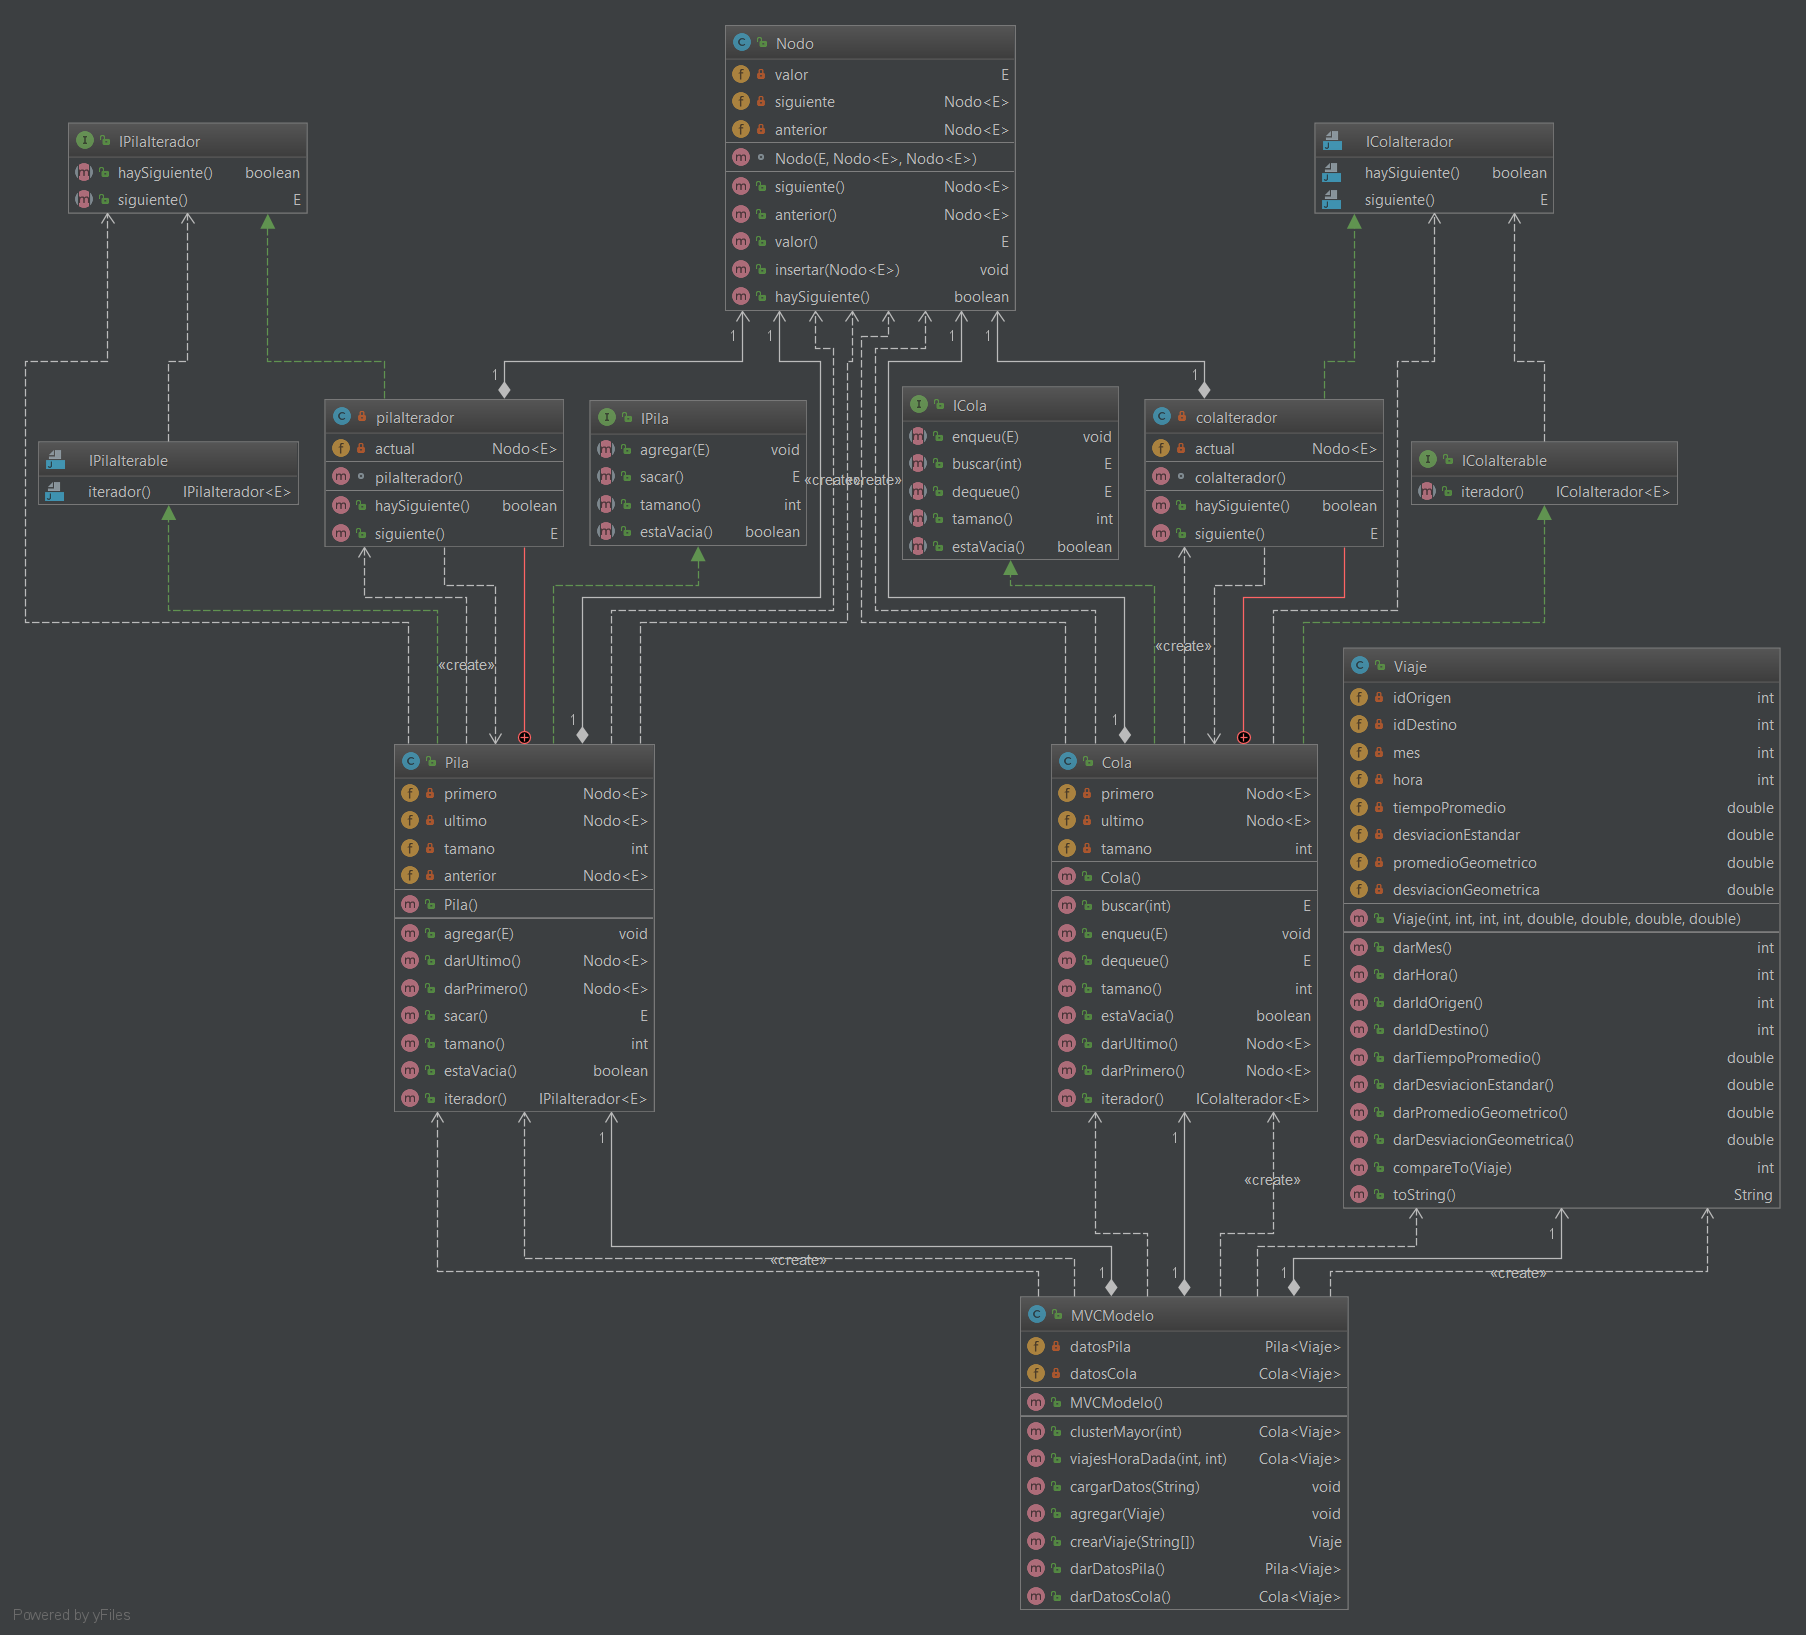 Nodo
valor E
siguiente Nodo<E>
anterior Nodo<E>
Nodo(E, Nodo<E>, Nodo<E>)
siguiente() Nodo<E>
anterior() Nodo<E>
valor() E
insertar(Nodo<E>) void
haySiguiente() boolean
IPilaIterador
haySiguiente() boolean
siguiente() E
IColaIterador
haySiguiente() boolean
siguiente() E
1
1
1
1
1
1
pilaIterador
actual Nodo<E>
pilaIterador()
haySiguiente() boolean
siguiente() E
IPila
agregar(E) void
sacar() E
tamano() int
estaVacia() boolean
«create»
«create»
ICola
enqueu(E) void
buscar(int) E
dequeue() E
tamano() int
estaVacia() boolean
colaIterador
actual Nodo<E>
colaIterador()
haySiguiente() boolean
siguiente() E
IPilaIterable
iterador() IPilaIterador<E>
IColaIterable
iterador() IColaIterador<E>
«create»
«create»
1
1
Pila
primero Nodo<E>
ultimo Nodo<E>
tamano int
anterior Nodo<E>
Pila()
agregar(E) void
darUltimo() Nodo<E>
darPrimero() Nodo<E>
sacar() E
tamano() int
estaVacia() boolean
iterador() IPilaIterador<E>
Cola
primero Nodo<E>
ultimo Nodo<E>
tamano int
Cola()
buscar(int) E
enqueu(E) void
dequeue() E
tamano() int
estaVacia() boolean
darUltimo() Nodo<E>
darPrimero() Nodo<E>
iterador() IColaIterador<E>
Viaje
idOrigen int
idDestino int
mes int
hora int
tiempoPromedio double
desviacionEstandar double
promedioGeometrico double
desviacionGeometrica double
Viaje(int, int, int, int, double, double, double, double)
darMes() int
darHora() int
darIdOrigen() int
darIdDestino() int
darTiempoPromedio() double
darDesviacionEstandar() double
darPromedioGeometrico() double
darDesviacionGeometrica() double
compareTo(Viaje) int
toString() String
1
1
«create»
1
«create»
«create»
1
1
1
MVCModelo
datosPila Pila<Viaje>
datosCola Cola<Viaje>
MVCModelo()
clusterMayor(int) Cola<Viaje>
viajesHoraDada(int, int) Cola<Viaje>
cargarDatos(String) void
agregar(Viaje) void
crearViaje(String[]) Viaje
darDatosPila() Pila<Viaje>
darDatosCola() Cola<Viaje>
Powered by yFiles